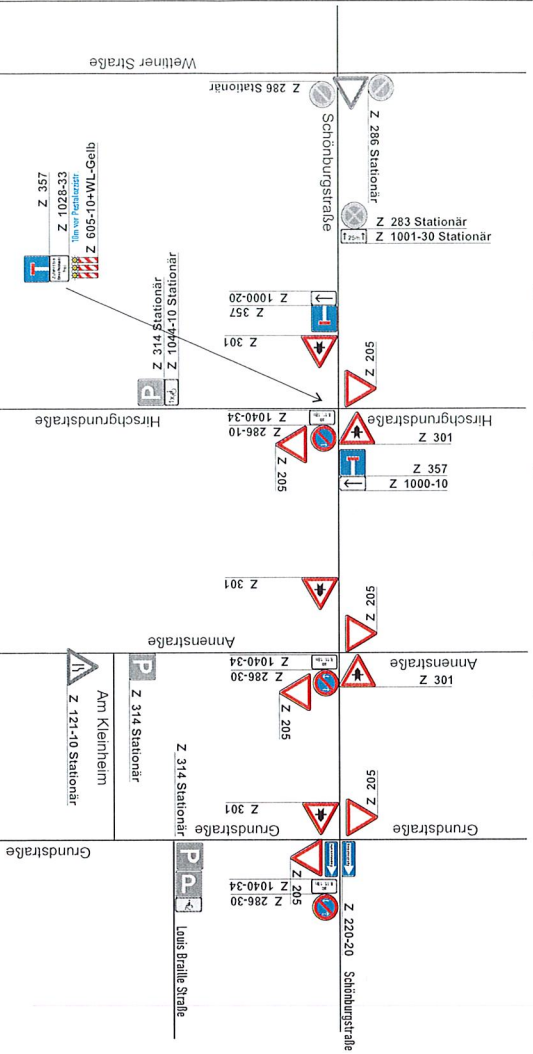 Wettiner Straße
Z 286 Stationär
Z 286 Stationär
Schönburgstraße
Z 283 Stationär
Z 1001-30 Stationär
↑25m↑
Z 357
Z 1028-33
10m vor Pestalozzistr.
Z 605-10+WL-Gelb
Z 314 Stationär
Z 1044-10 Stationär
P
Z 1000-20
Z 357
Z 301
Z 205
Hirschgrundstraße
Hirschgrundstraße
Z 1040-34
Z 286-10
Z 205
Z 301
Z 357
Z 1000-10
Z 301
Z 205
Annenstraße
Annenstraße
Z 1040-34
Z 286-30
Z 205
Z 301
P
Z 314 Stationär
Am Kleinheim
Z 121-10 Stationär
Z 314 Stationär
Z 301
Z 205
Grundstraße
Grundstraße
Grundstraße
P
P
Louis Braille Straße
Z 1040-34
Z 286-30
Z 205
Z 220-20
Schönburgstraße